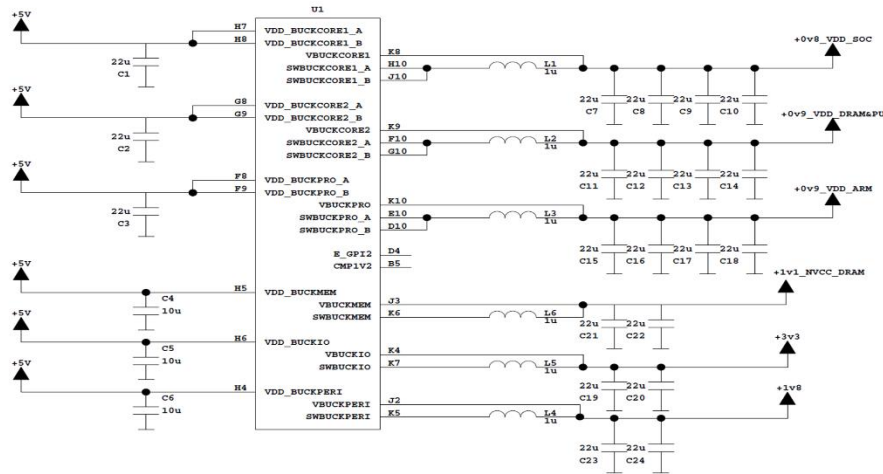 U1
+5V
H7 VDD_BUCKCORE1_A
H8 VDD_BUCKCORE1_B
22u
C1
VBUCKCORE1 K8
SWBUCKCORE1_A H10
SWBUCKCORE1_B J10
L1
1u
+0v8_VDD_SOC
22u 22u 22u 22u
C7 C8 C9 C10
+5V
G8 VDD_BUCKCORE2_A
G9 VDD_BUCKCORE2_B
22u
C2
VBUCKCORE2 K9
SWBUCKCORE2_A F10
SWBUCKCORE2_B G10
L2
1u
+0v9_VDD_DRAM&PU
22u 22u 22u 22u
C11 C12 C13 C14
+5V
F8 VDD_BUCKPRO_A
F9 VDD_BUCKPRO_B
22u
C3
VBUCKPRO K10
SWBUCKPRO_A E10
SWBUCKPRO_B D10
L3
1u
+0v9_VDD_ARM
22u 22u 22u 22u
C15 C16 C17 C18
E_GPI2 D4
CMP1V2 B5
+5V
H5 VDD_BUCKMEM
C4
10u
VBUCKMEM J3
SWBUCKMEM K6
L6
1u
+1v1_NVCC_DRAM
22u 22u
C21 C22
+5V
H6 VDD_BUCKIO
C5
10u
VBUCKIO K4
SWBUCKIO K7
L5
1u
+3v3
22u 22u
C19 C20
+5V
H4 VDD_BUCKPERI
C6
10u
VBUCKPERI J2
SWBUCKPERI K5
L4
1u
+1v8
22u 22u
C23 C24